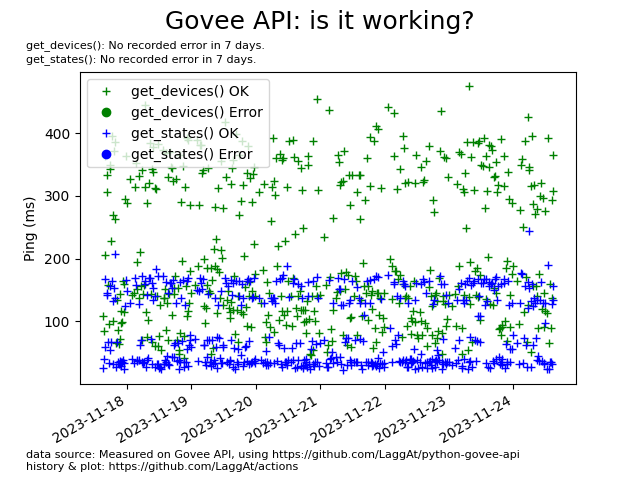 Govee API: is it working?
get_devices(): No recorded error in 7 days.
get_states(): No recorded error in 7 days.
get_devices() OK
get_devices() Error
get_states() OK
get_states() Error
Ping (ms)
400
300
200
100
2023-11-18
2023-11-19
2023-11-20
2023-11-21
2023-11-22
2023-11-23
2023-11-24
data source: Measured on Govee API, using https://github.com/LaggAt/python-govee-api
history & plot: https://github.com/LaggAt/actions